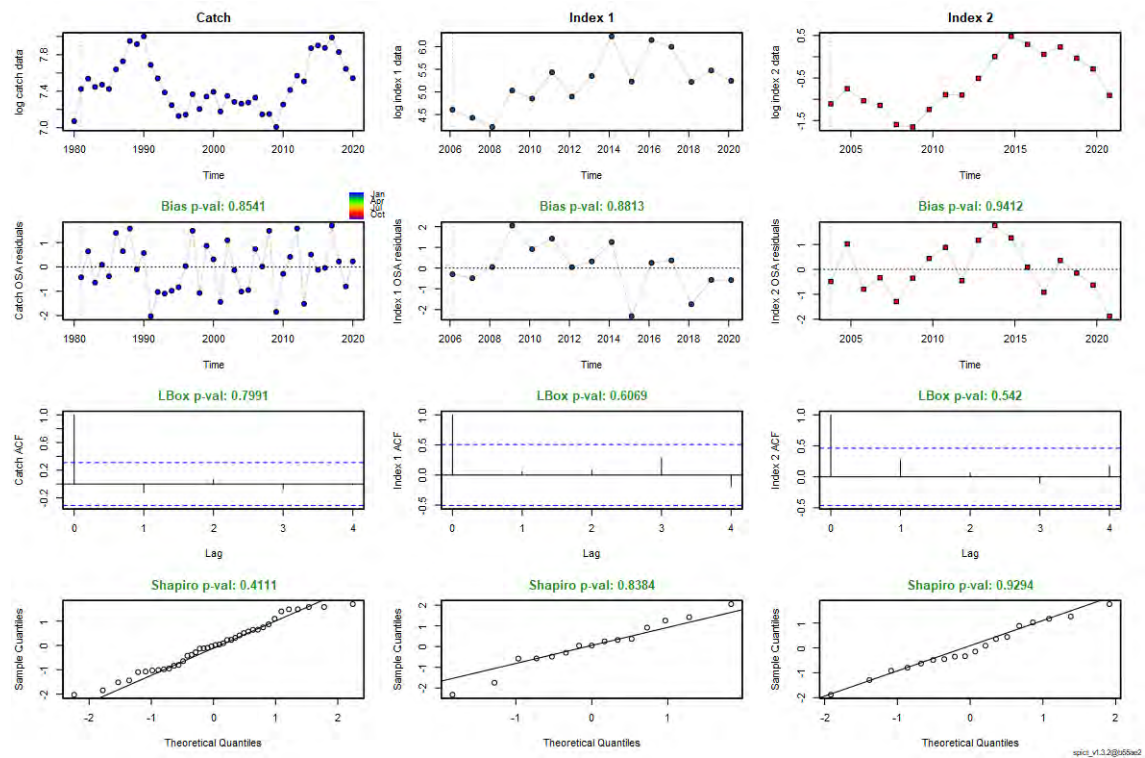 Catch
log catch data
7.0 7.4 7.8
1980 1990 2000 2010 2020
Time
Index 1
log index 1 data
4.5 5.0 5.5 6.0
2006 2008 2010 2012 2014 2016 2018 2020
Time
Index 2
log index 2 data
-1.5 -0.5 0.5
2005 2010 2015 2020
Time
Bias p-val: 0.8541
Jan
Apr
Jul
Oct
Catch OSA residuals
-2 -1 0 1
1980 1990 2000 2010 2020
Time
Bias p-val: 0.8813
Index 1 OSA residuals
-2 -1 0 1 2
2006 2008 2010 2012 2014 2016 2018 2020
Time
Bias p-val: 0.9412
Index 2 OSA residuals
-2 -1 0 1
2005 2010 2015 2020
Time
LBox p-val: 0.7991
Catch ACF
-0.2 0.2 0.6 1.0
0 1 2 3 4
Lag
LBox p-val: 0.6069
Index 1 ACF
-0.5 0.0 0.5 1.0
0 1 2 3 4
Lag
LBox p-val: 0.542
Index 2 ACF
-0.5 0.0 0.5 1.0
0 1 2 3 4
Lag
Shapiro p-val: 0.4111
Sample Quantiles
-2 -1 0 1
-2 -1 0 1 2
Theoretical Quantiles
Shapiro p-val: 0.8384
Sample Quantiles
-2 -1 0 1 2
-1 0 1
Theoretical Quantiles
Shapiro p-val: 0.9294
Sample Quantiles
-2 -1 0 1
-2 -1 0 1 2
Theoretical Quantiles